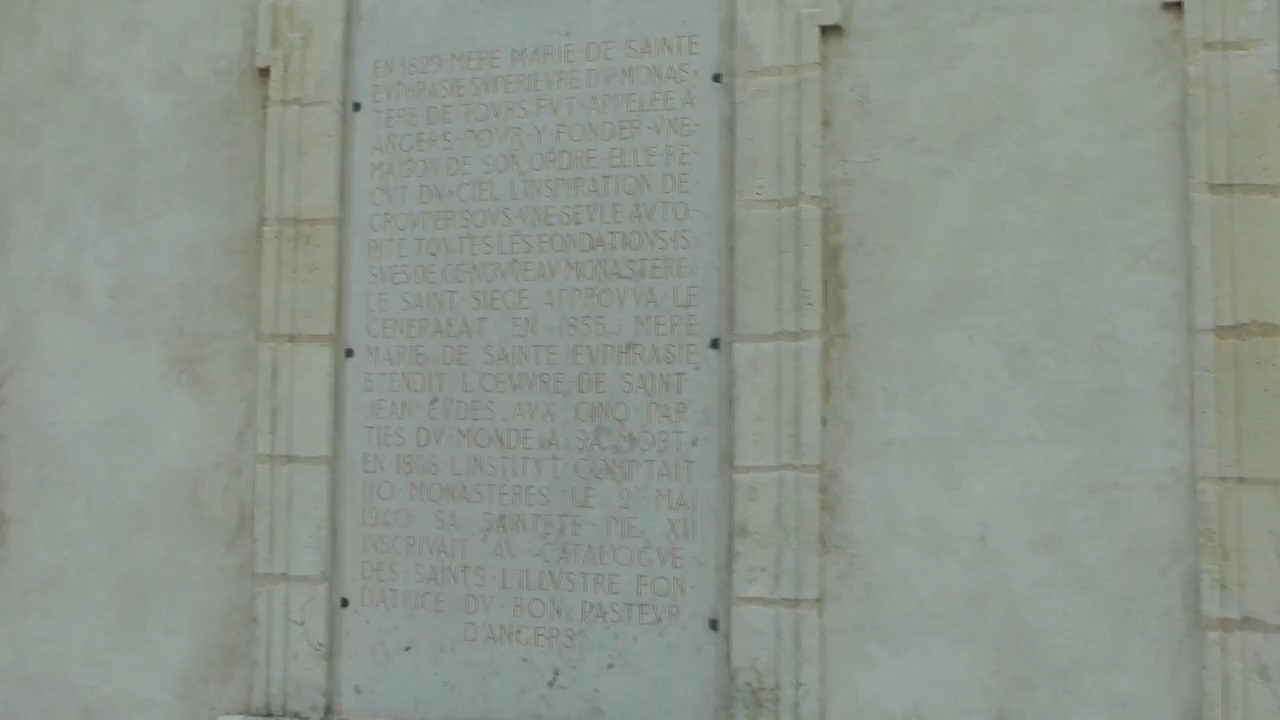 EN 1829 MERE MARIE DE SAINTE
EVPHRASIE SVPERIEVRE DV MONAS-
TERE DE TOVRS FVT APPELEE A
ANGERS POVR Y FONDER VNE
MAISON DE SON ORDRE ELLE RE-
CVT DV CIEL L'INSPIRATION DE
GROVPER SOVS VNE SEVLE AVTO-
RITE TOVTES LES FONDATIONS IS-
SVES DE CE NOVVEAV MONASTERE
LE SAINT SIEGE APPROVVA LE
GENERALAT EN 1835 MERE
MARIE DE SAINTE EVPHRASIE
ETENDIT L'ŒVVRE DE SAINT
JEAN EVDES AVX CINQ PAR
TIES DV MONDE A SA MORT
EN 1868 L'INSTITVT COMPTAIT
110 MONASTERES LE 2 MAI
1940 SA SAINTETE PIE XII
INSCRIVAIT AV CATALOGVE
DES SAINTS L'ILLVSTRE FON-
DATRICE DV BON PASTEVR
D'ANGERS